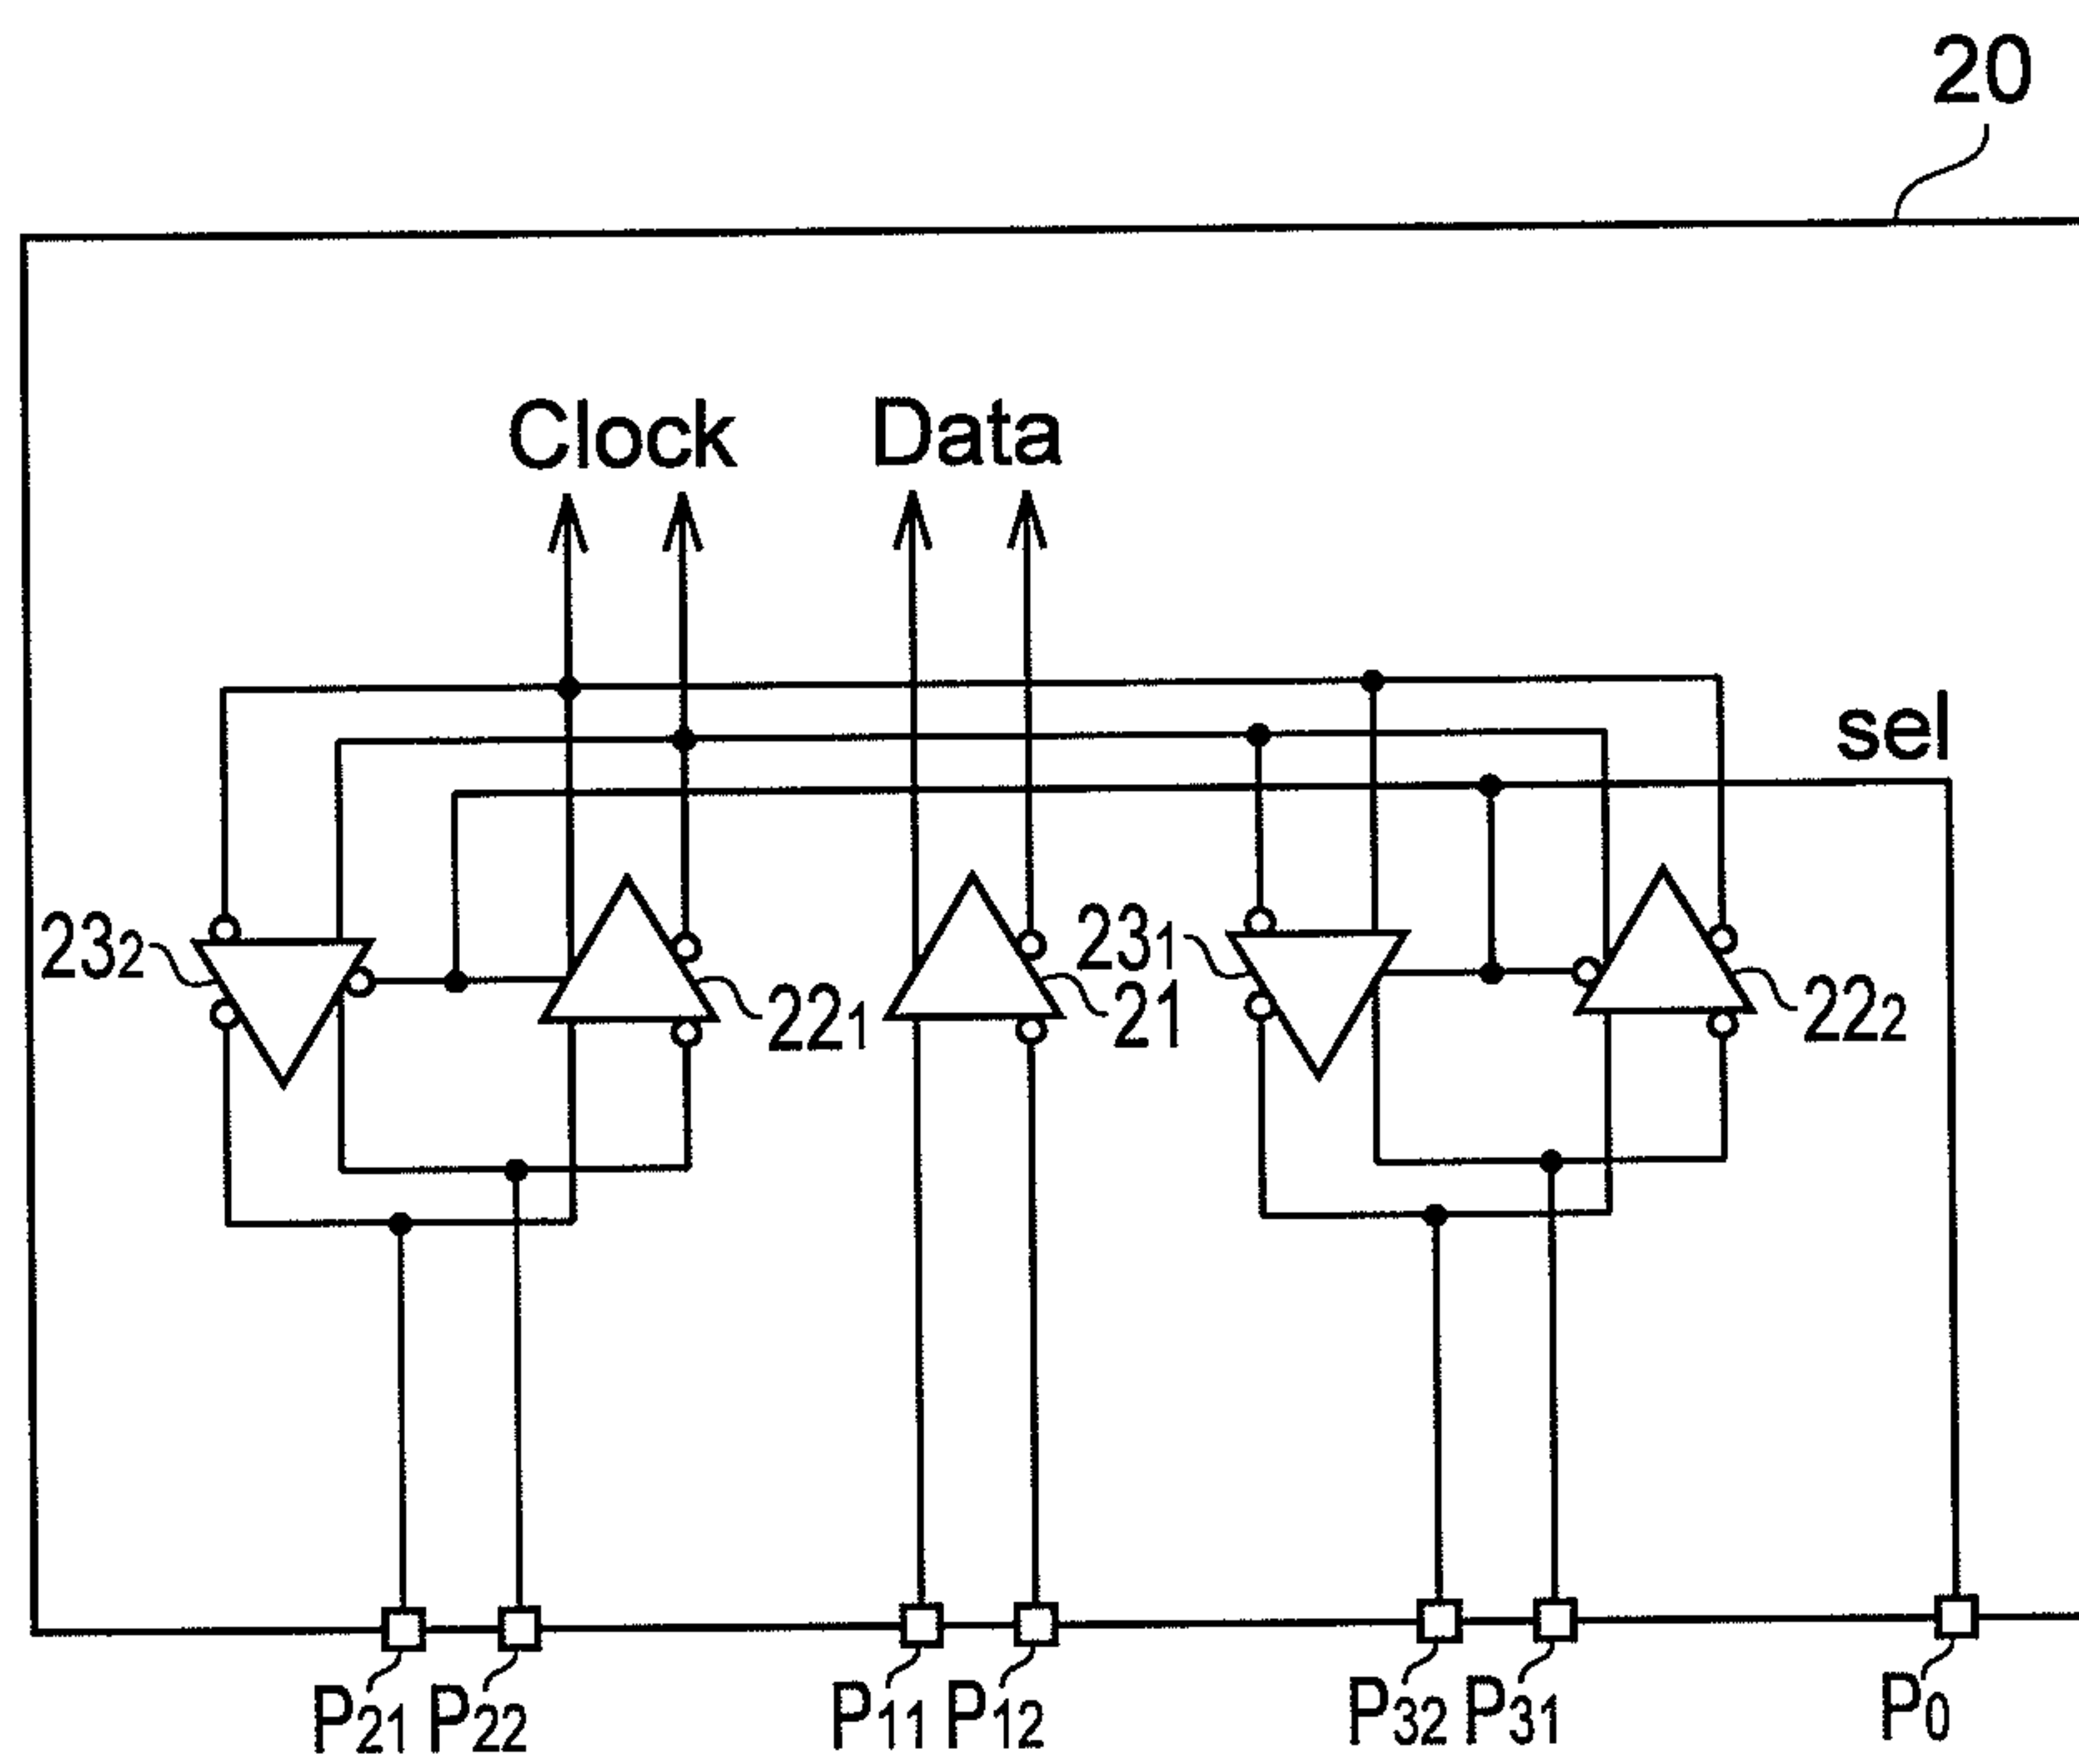 20
Clock Data
sel
23₂ 22₁ 23₁ 21 22₂
P₂₁ P₂₂ P₁₁ P₁₂ P₃₂ P₃₁ P₀